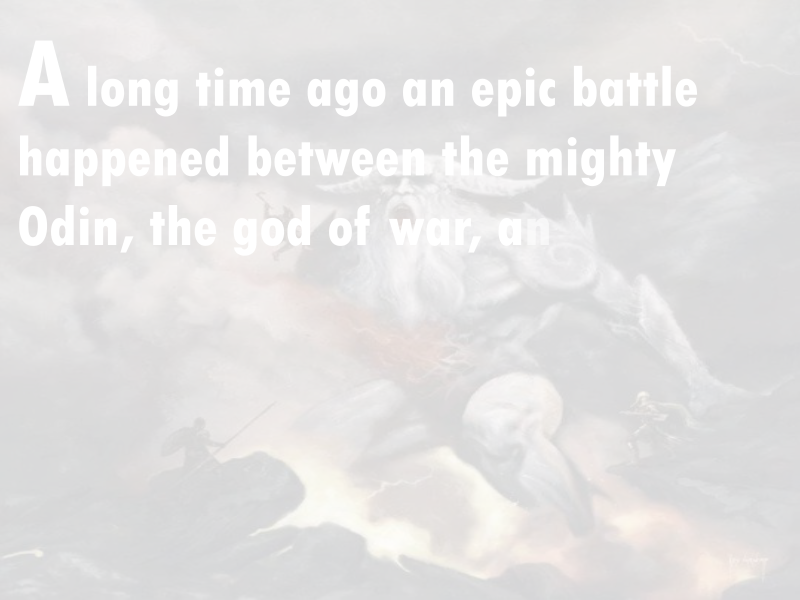 A long time ago an epic battle
happened between the mighty
Odin, the god of war, an